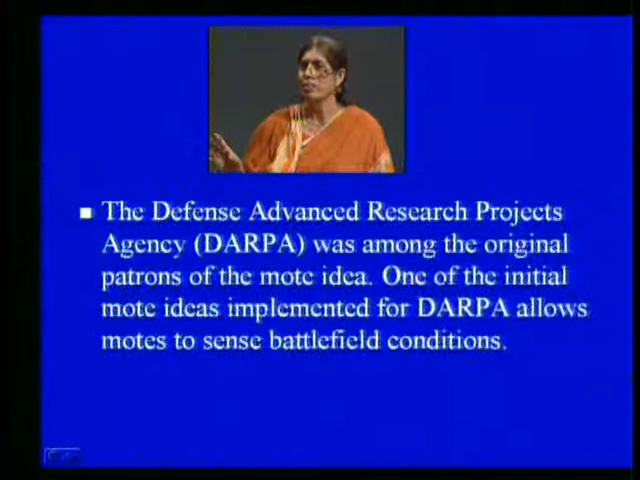 The Defense Advanced Research Projects
Agency (DARPA) was among the original
patrons of the mote idea. One of the initial
mote ideas implemented for DARPA allows
motes to sense battlefield conditions.